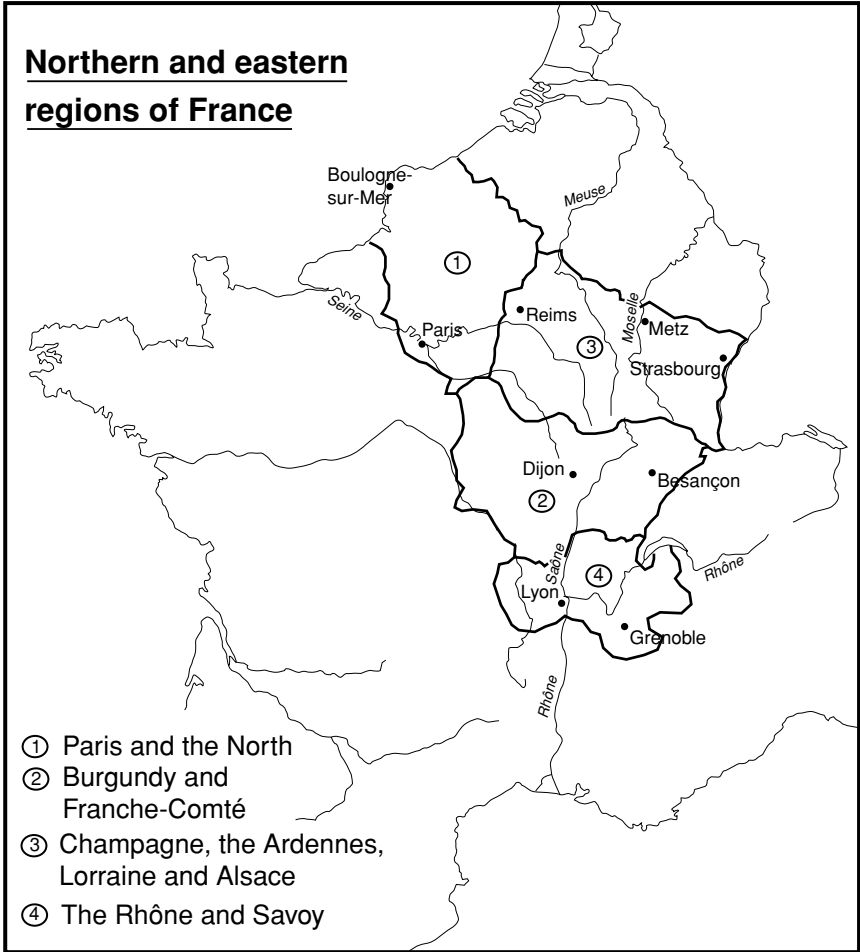 Northern and eastern
regions of France
Boulogne-
sur-Mer
Meuse
①
Seine
Paris
Reims
Moselle
Metz
③
Strasbourg
Dijon
②
Besançon
Saône
④
Rhône
Lyon
Grenoble
Rhône
① Paris and the North
② Burgundy and
Franche-Comté
③ Champagne, the Ardennes,
Lorraine and Alsace
④ The Rhône and Savoy